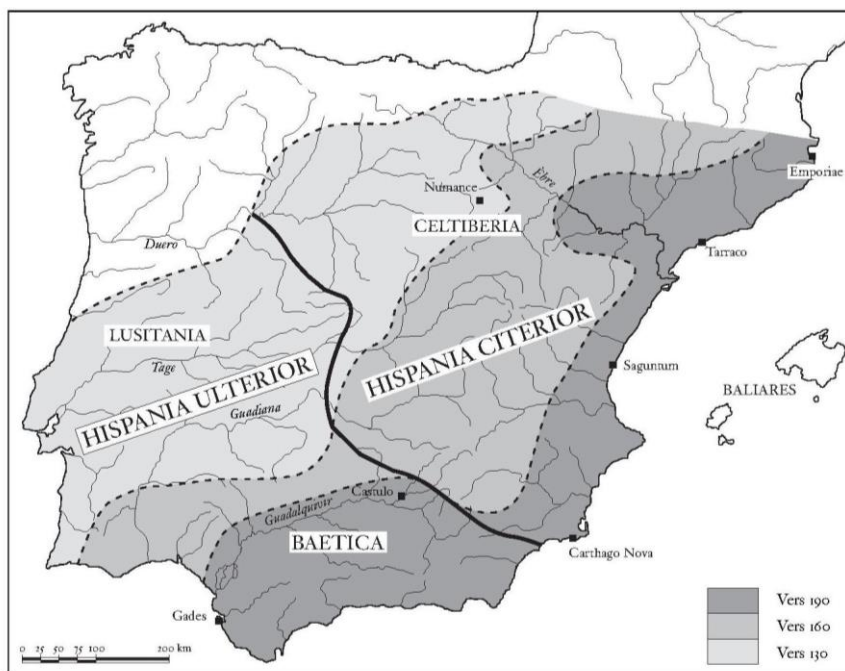 Emporiae
Èbre
Numance
CELTIBERIA
Duero
Tarraco
LUSITANIA
HISPANIA CITERIOR
Tage
Saguntum
HISPANIA ULTERIOR
BALIARES
Guadiana
Castulo
Guadalquivir
BAETICA
Carthago Nova
Gades
Vers 190
Vers 160
Vers 130
0 25 50 75 100 200 km